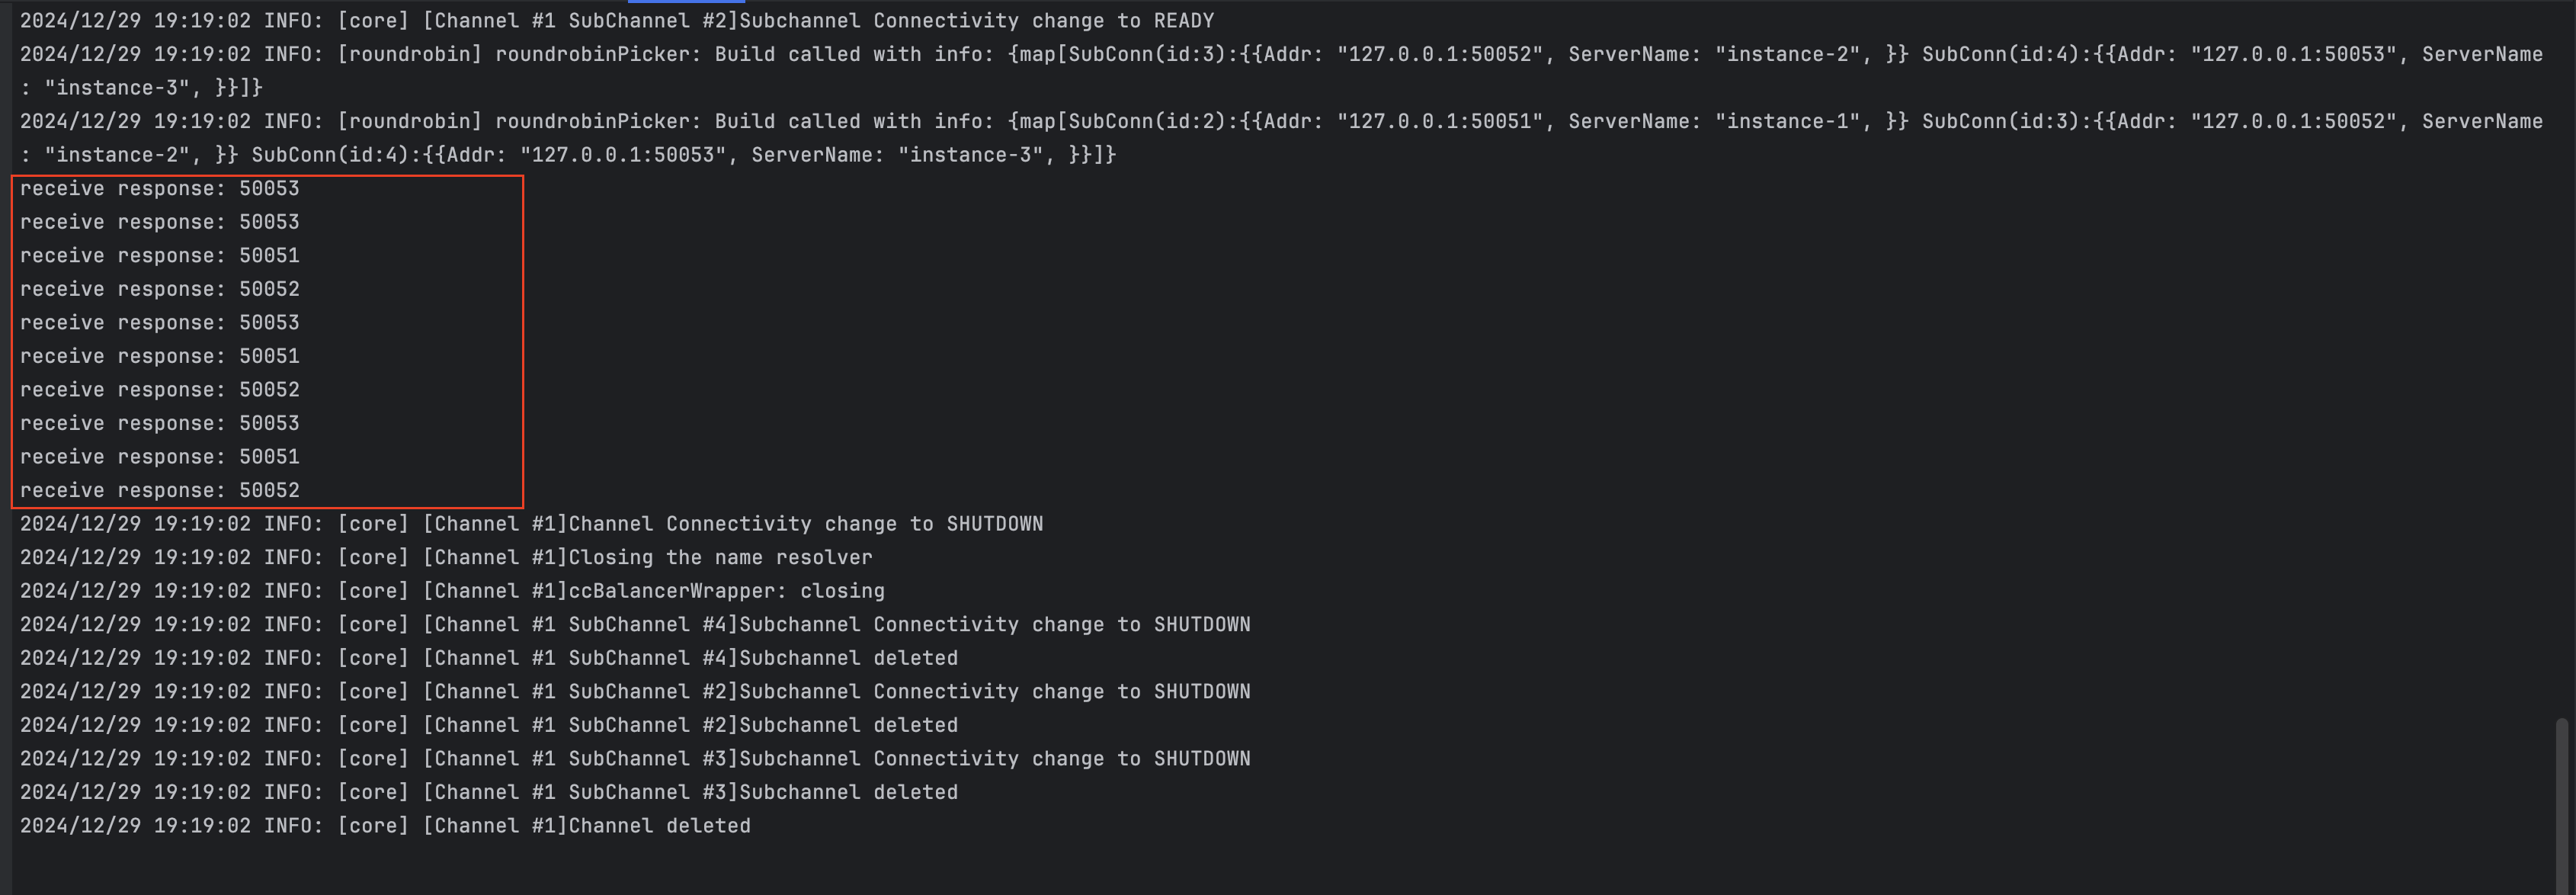 2024/12/29 19:19:02 INFO: [core] [Channel #1 SubChannel #2]Subchannel Connectivity change to READY
2024/12/29 19:19:02 INFO: [roundrobin] roundrobinPicker: Build called with info: {map[SubConn(id:3):{{Addr: "127.0.0.1:50052", ServerName: "instance-2", }} SubConn(id:4):{{Addr: "127.0.0.1:50053", ServerName
: "instance-3", }}]}
2024/12/29 19:19:02 INFO: [roundrobin] roundrobinPicker: Build called with info: {map[SubConn(id:2):{{Addr: "127.0.0.1:50051", ServerName: "instance-1", }} SubConn(id:3):{{Addr: "127.0.0.1:50052", ServerName
: "instance-2", }} SubConn(id:4):{{Addr: "127.0.0.1:50053", ServerName: "instance-3", }}]}
receive response: 50053
receive response: 50053
receive response: 50051
receive response: 50052
receive response: 50053
receive response: 50051
receive response: 50052
receive response: 50053
receive response: 50051
receive response: 50052
2024/12/29 19:19:02 INFO: [core] [Channel #1]Channel Connectivity change to SHUTDOWN
2024/12/29 19:19:02 INFO: [core] [Channel #1]Closing the name resolver
2024/12/29 19:19:02 INFO: [core] [Channel #1]ccBalancerWrapper: closing
2024/12/29 19:19:02 INFO: [core] [Channel #1 SubChannel #4]Subchannel Connectivity change to SHUTDOWN
2024/12/29 19:19:02 INFO: [core] [Channel #1 SubChannel #4]Subchannel deleted
2024/12/29 19:19:02 INFO: [core] [Channel #1 SubChannel #2]Subchannel Connectivity change to SHUTDOWN
2024/12/29 19:19:02 INFO: [core] [Channel #1 SubChannel #2]Subchannel deleted
2024/12/29 19:19:02 INFO: [core] [Channel #1 SubChannel #3]Subchannel Connectivity change to SHUTDOWN
2024/12/29 19:19:02 INFO: [core] [Channel #1 SubChannel #3]Subchannel deleted
2024/12/29 19:19:02 INFO: [core] [Channel #1]Channel deleted